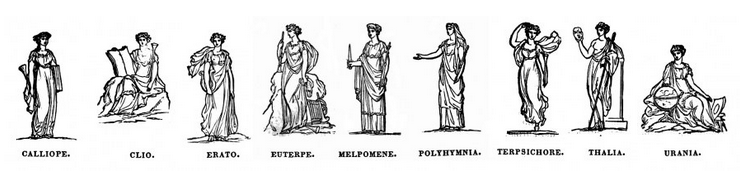 CALLIOPE. CLIO. ERATO. EUTERPE. MELPOMENE. POLYHYMNIA. TERPSICHORE. THALIA. URANIA.